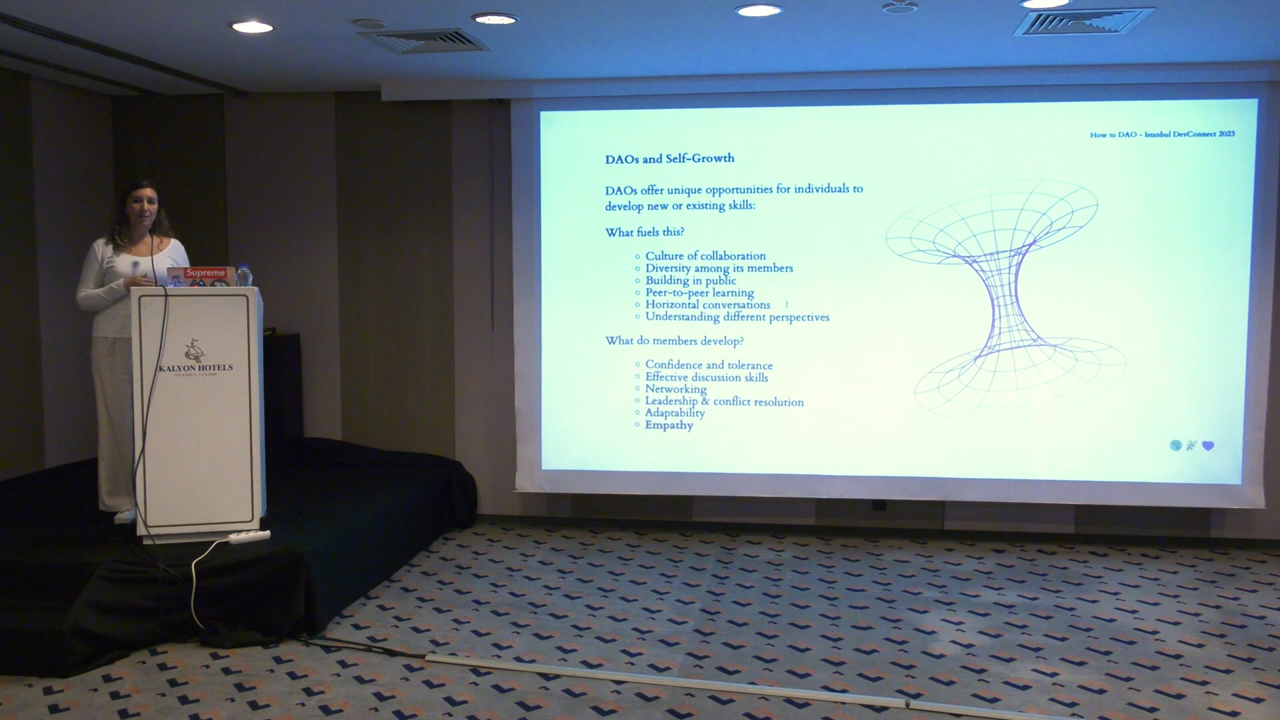 How to DAO - Istanbul DevConnect 2023
DAOs and Self-Growth
DAOs offer unique opportunities for individuals to
develop new or existing skills:
What fuels this?
Culture of collaboration
Diversity among its members
Building in public
Peer-to-peer learning
Horizontal conversations
Understanding different perspectives
What do members develop?
Confidence and tolerance
Effective discussion skills
Networking
Leadership & conflict resolution
Adaptability
Empathy
Supreme
KALYON HOTELS